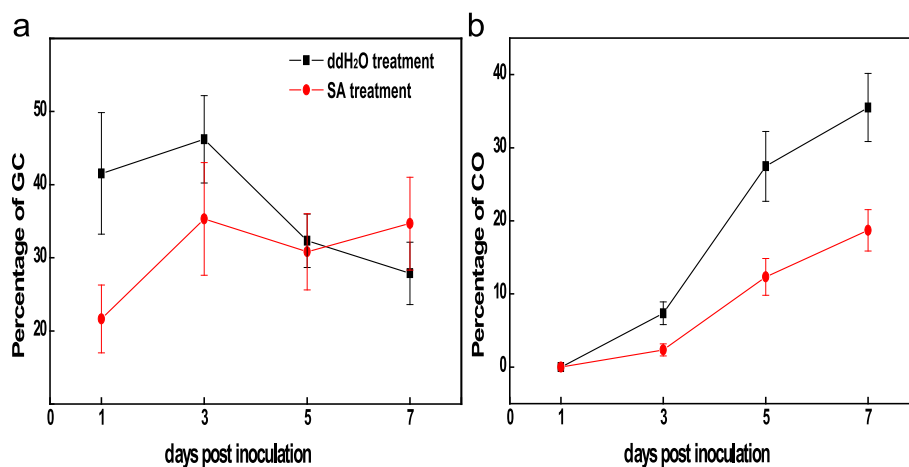 a
ddH₂O treatment
SA treatment
Percentage of GC
50
40
30
20
0 1 3 5 7
days post inoculation
b
Percentage of CO
40
30
20
10
0
0 1 3 5 7
days post inoculation